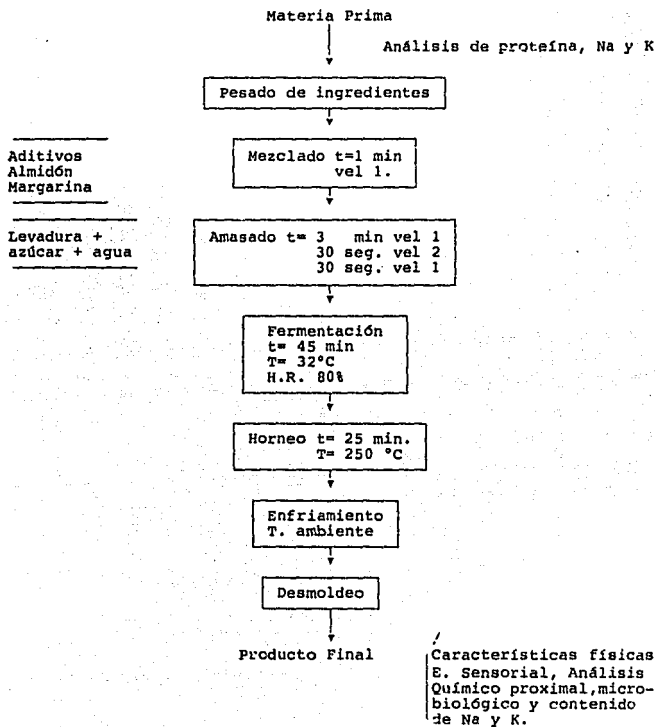 Materia Prima
Análisis de proteína, Na y K
Pesado de ingredientes
Aditivos
Almidón
Margarina
Mezclado t=1 min
vel 1.
Levadura +
azúcar + agua
Amasado t= 3 min vel 1
30 seg. vel 2
30 seg. vel 1
Fermentación
t= 45 min
T= 32°C
H.R. 80%
Horneo t= 25 min.
T= 250 °C
Enfriamiento
T. ambiente
Desmoldeo
Producto Final
Características físicas
E. Sensorial, Análisis
Químico proximal,micro-
biológico y contenido
de Na y K.